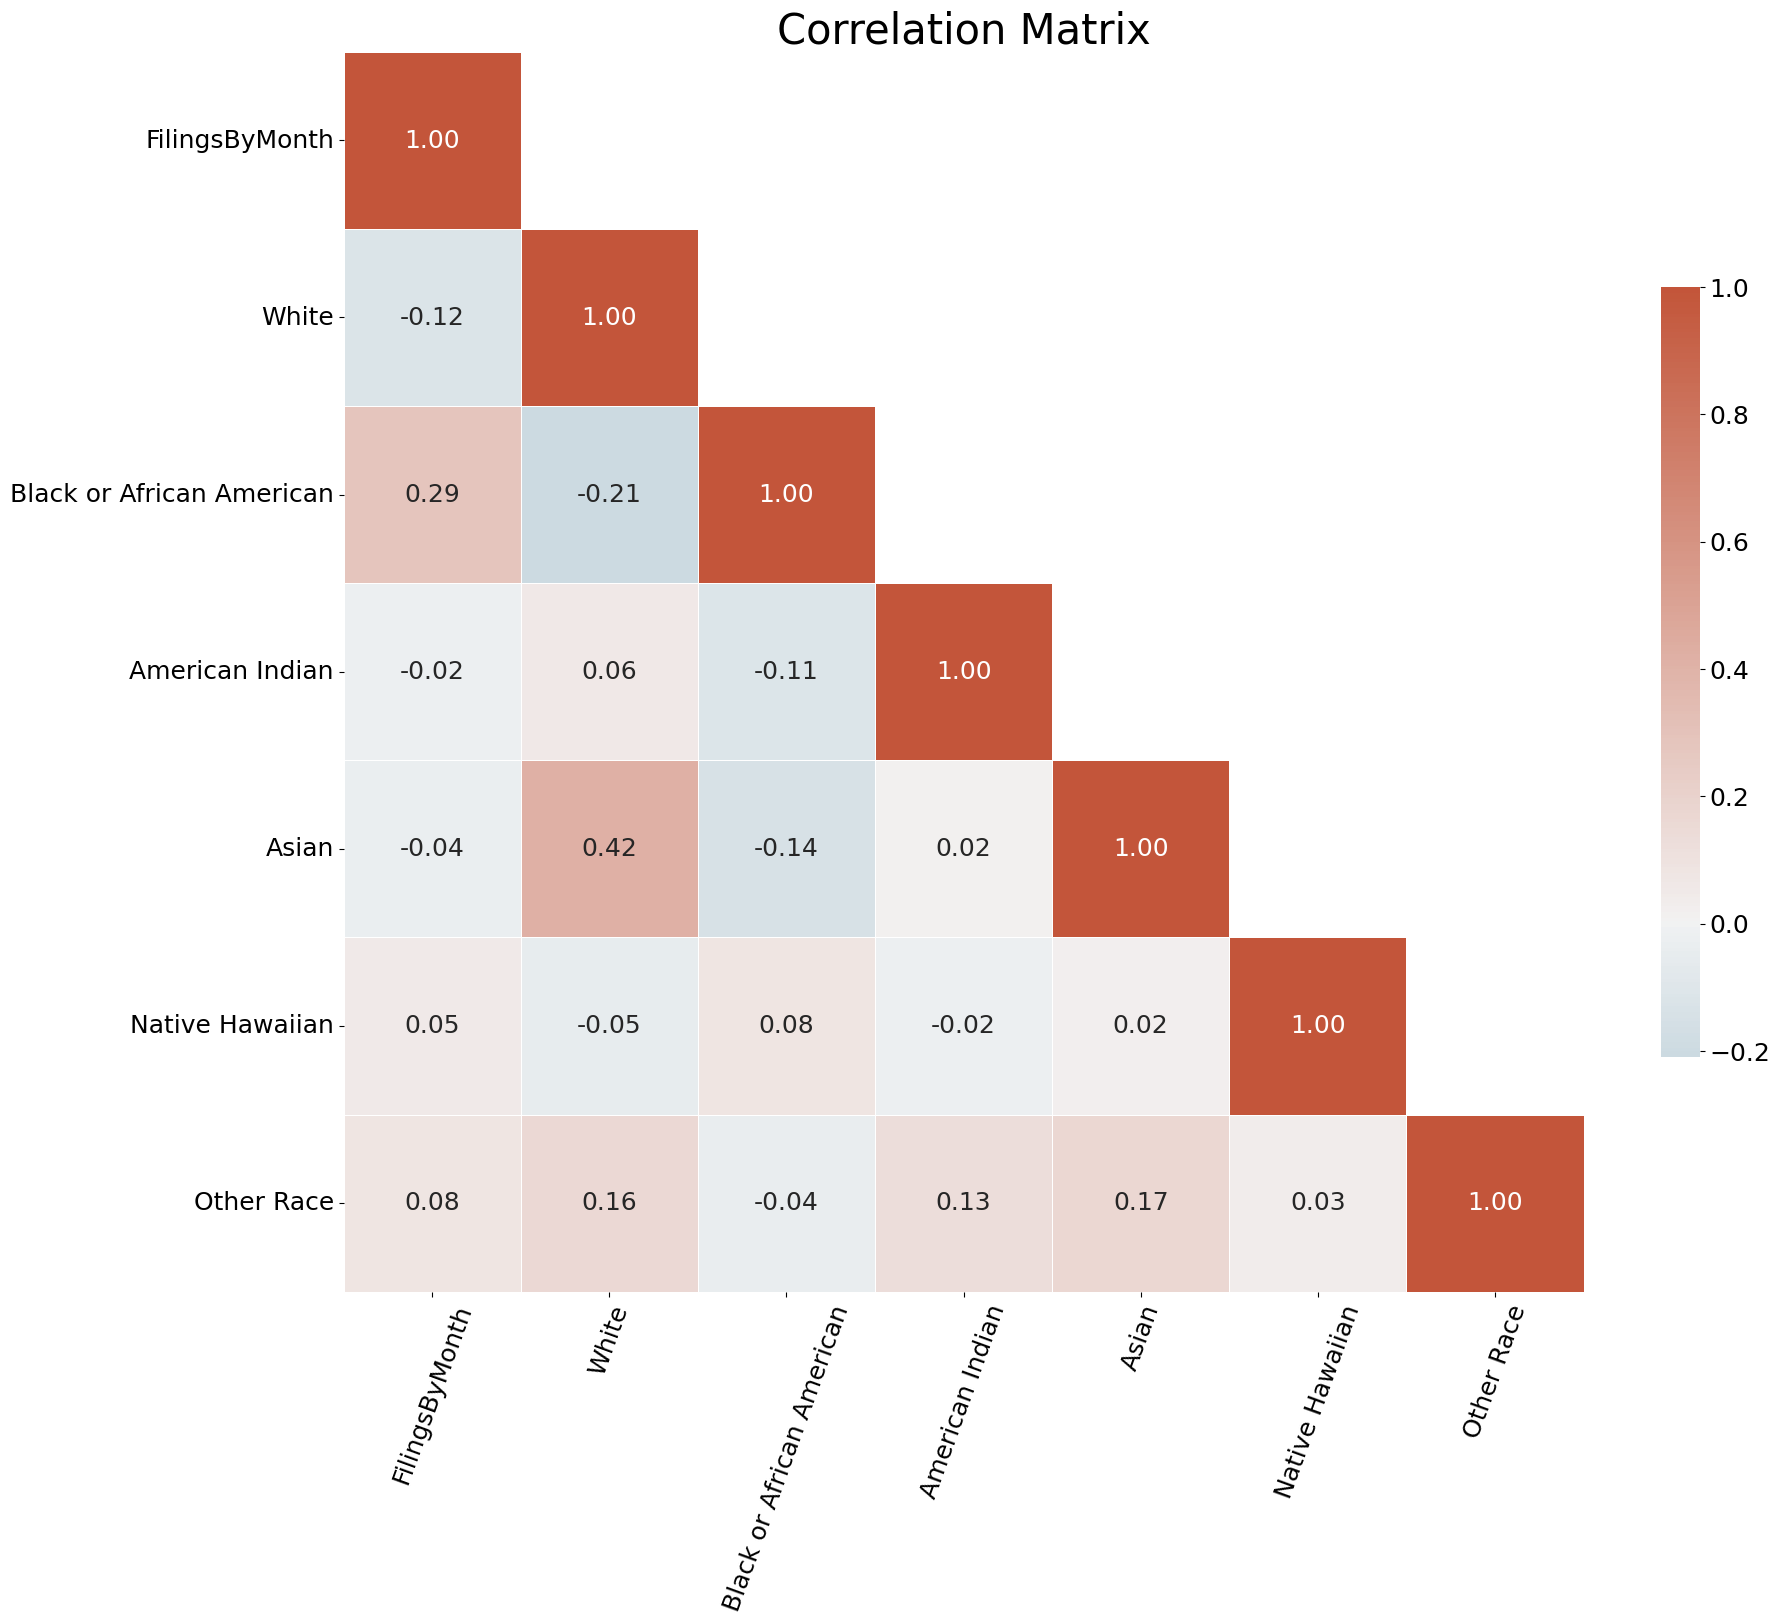 Correlation Matrix
FilingsByMonth
1.00
White
-0.12
1.00
Black or African American
0.29
-0.21
1.00
American Indian
-0.02
0.06
-0.11
1.00
Asian
-0.04
0.42
-0.14
0.02
1.00
Native Hawaiian
0.05
-0.05
0.08
-0.02
0.02
1.00
Other Race
0.08
0.16
-0.04
0.13
0.17
0.03
1.00
FilingsByMonth
White
Black or African American
American Indian
Asian
Native Hawaiian
Other Race
1.0
0.8
0.6
0.4
0.2
0.0
−0.2